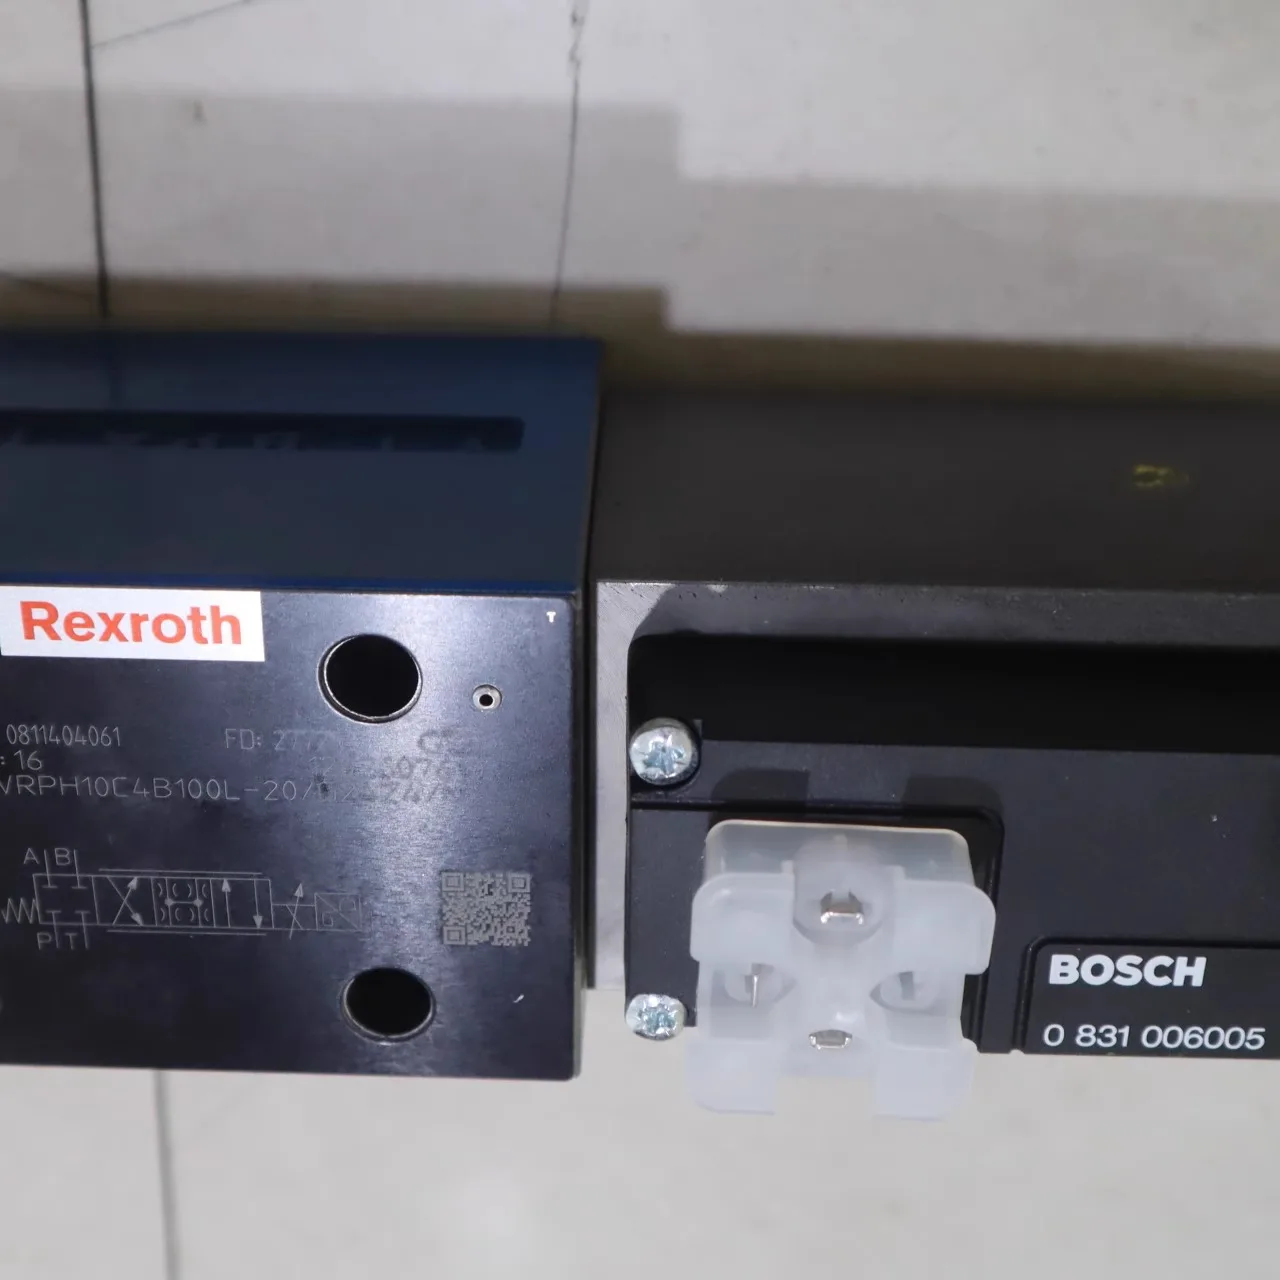 Rexroth
T
0811404061
FD:
: 16
VRPH10C4B100L-20/
A B
P T
BOSCH
0 831 006005